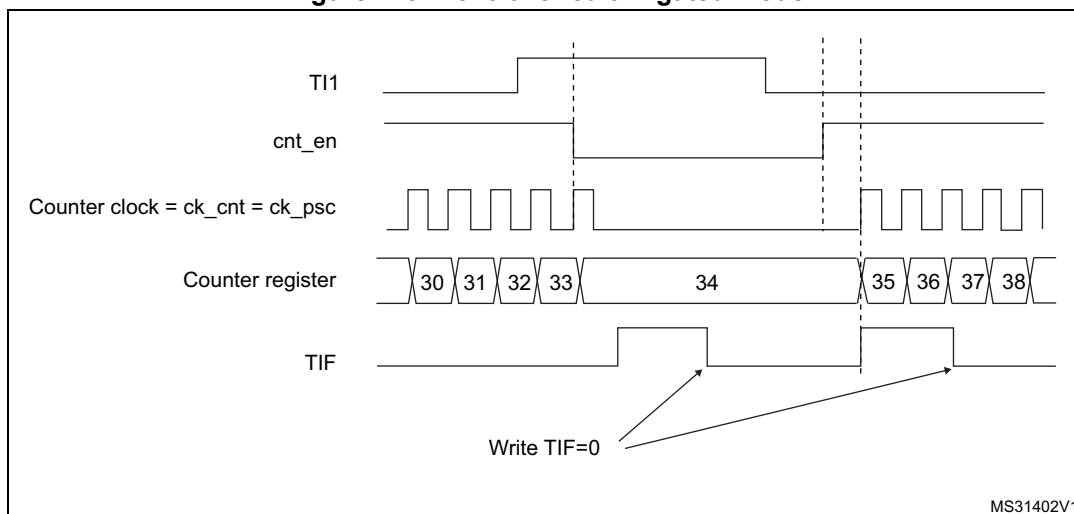 TI1
cnt_en
Counter clock = ck_cnt = ck_psc
Counter register
30 31 32 33 34 35 36 37 38
TIF
Write TIF=0
MS31402V1